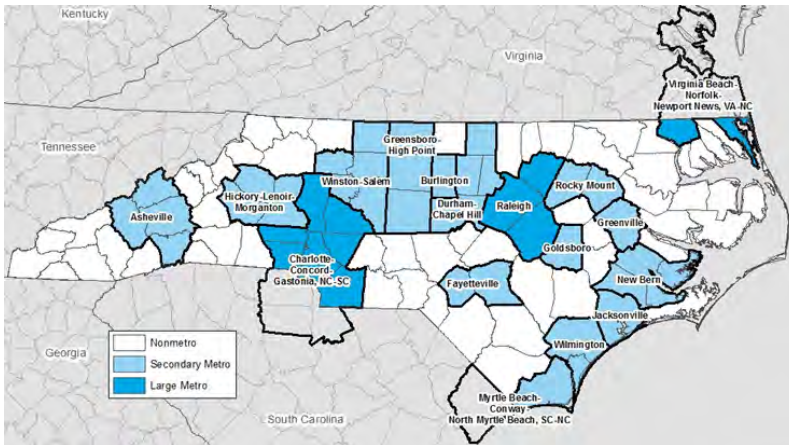 Kentucky
Virginia
Virginia Beach-
Norfolk-
Newport News, VA-NC
Tennessee
Greensboro-
High Point
Winston-Salem
Burlington
Hickory-Lenoir-
Morganton
Rocky Mount
Asheville
Durham-
Chapel Hill
Raleigh
Greenville
Goldsboro
Charlotte-
Concord-
Gastonia, NC-SC
Fayetteville
New Bern
Jacksonville
Wilmington
Nonmetro
Secondary Metro
Large Metro
Georgia
South Carolina
Myrtle Beach-
Conway-
North Myrtle Beach, SC-NC